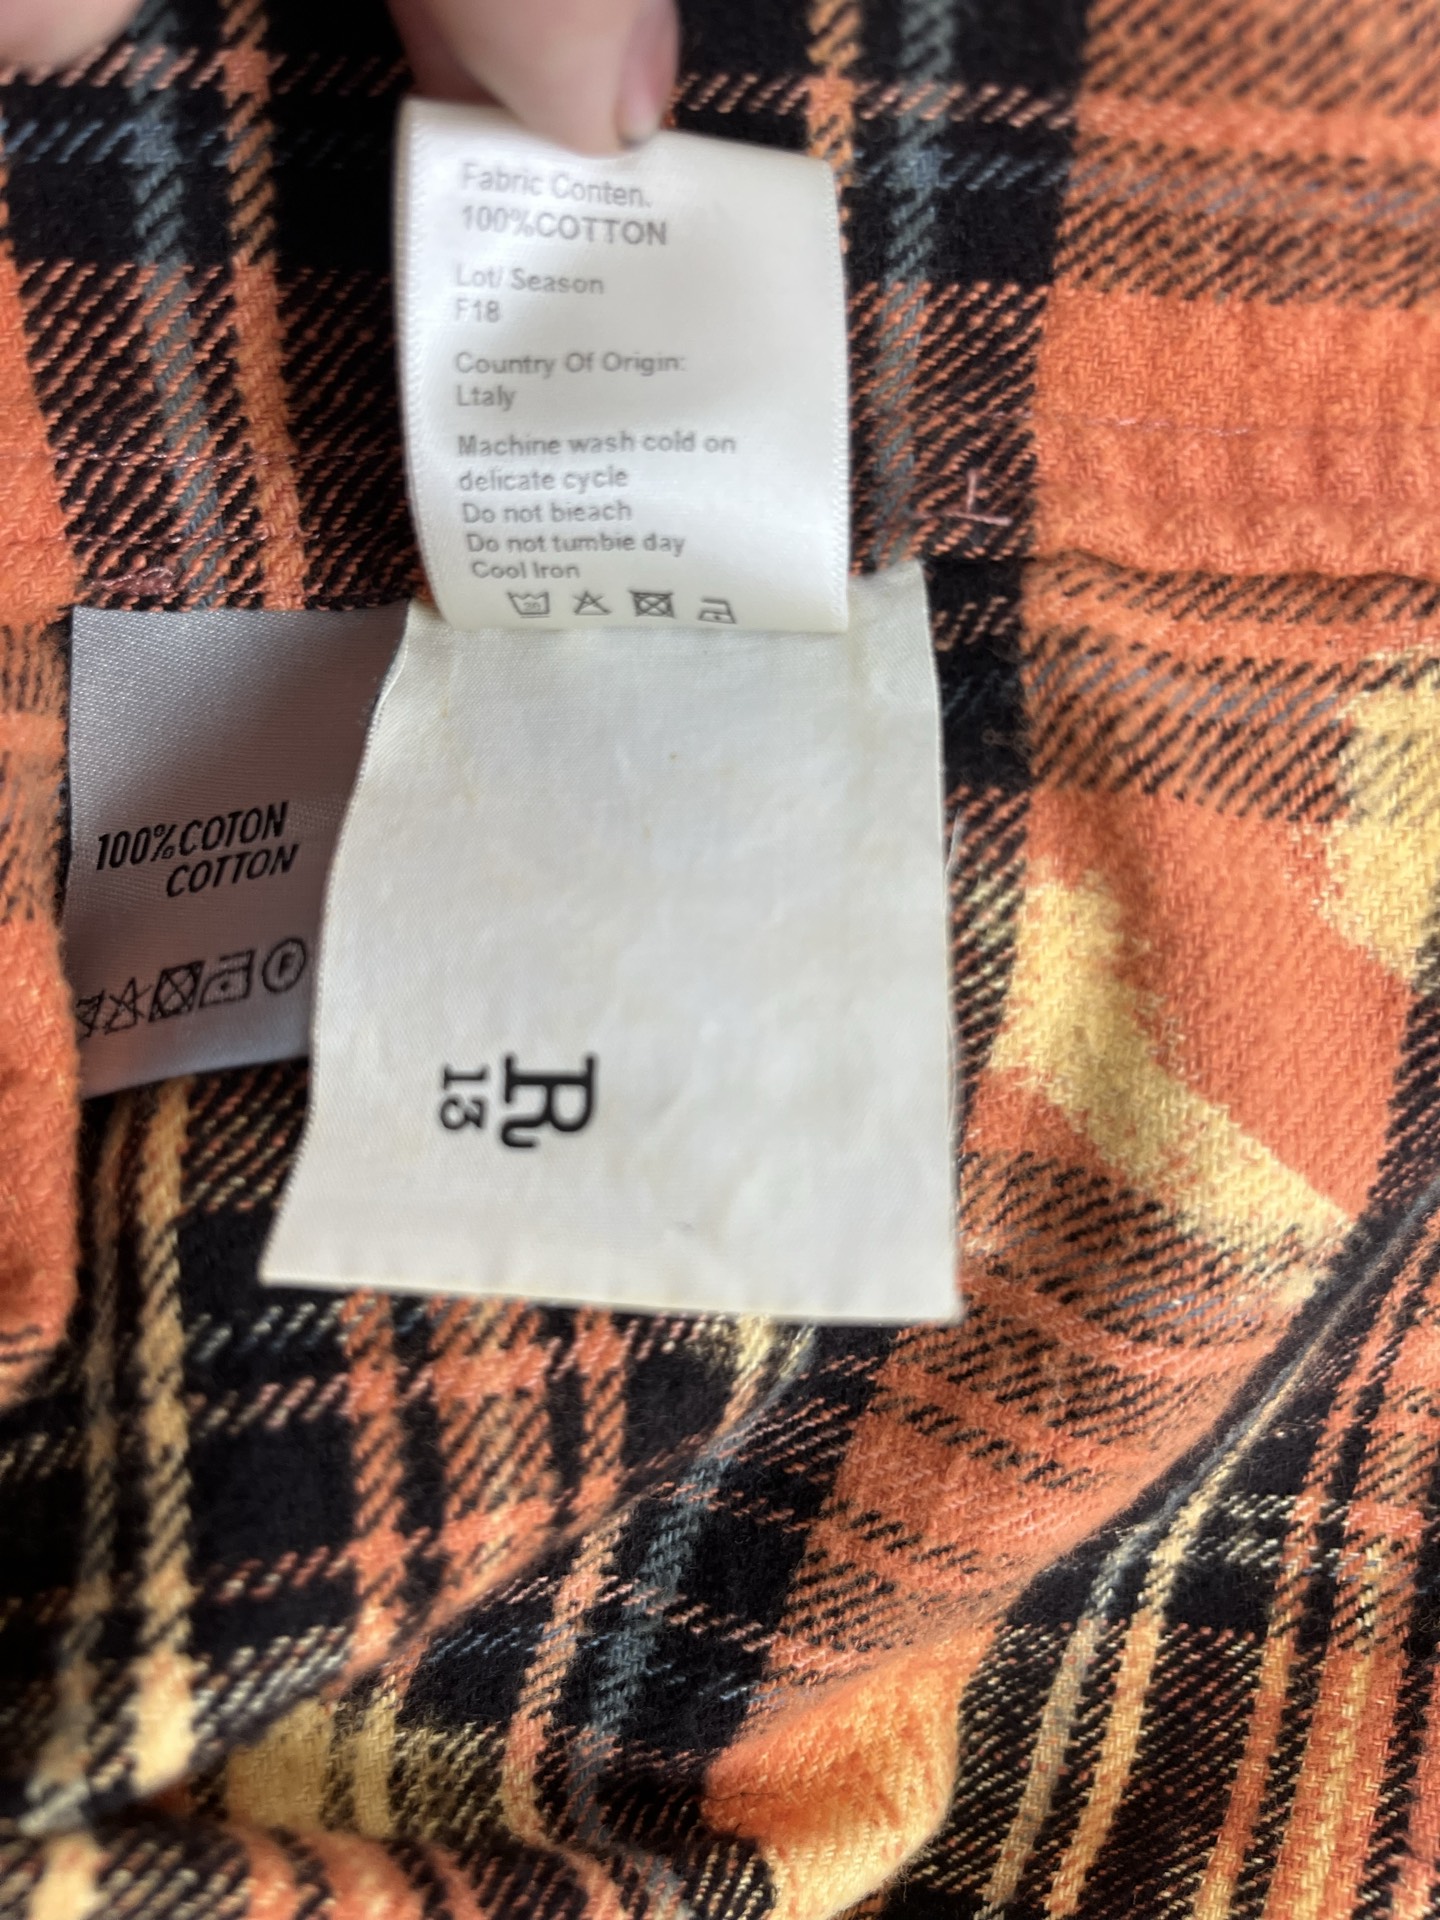 Fabric Conten.
100%COTTON
Lot/ Season
F18
Country Of Origin:
Ltaly
Machine wash cold on
delicate cycle
Do not bieach
Do not tumbie day
Cool Iron
30
100%COTON
COTTON
F
R
13